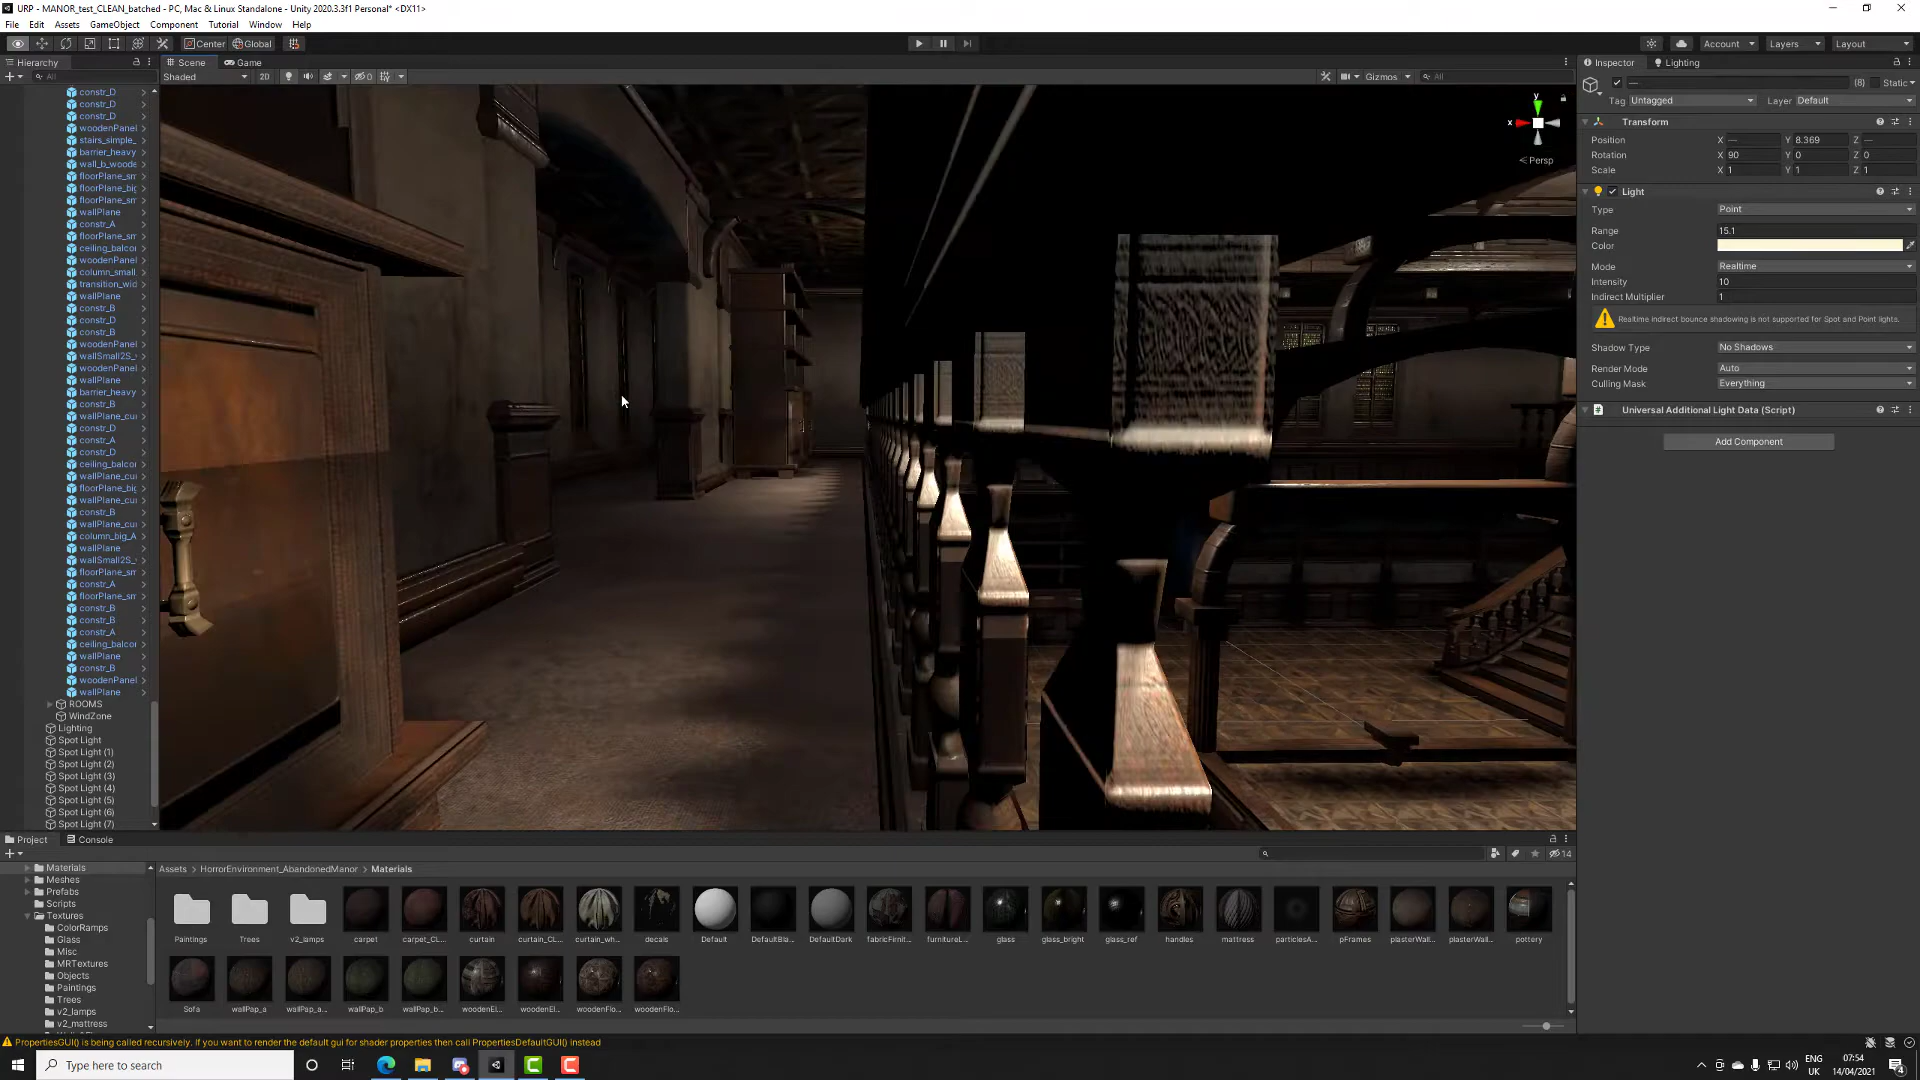 URP - MANOR_test_CLEAN_batched - PC, Mac & Linux Standalone - Unity 2020.3.3f1 Personal* <DX11>
File Edit Assets GameObject Component Tutorial Window Help
Center Global Account Layers Layout
Hierarchy
All
constr_D
constr_D
constr_D
woodenPanel
stairs_simple_
barrier_heavy
wall_b_woode
floorPlane_sm
floorPlane_big
floorPlane_sm
wallPlane
constr_A
floorPlane_sm
ceiling_balco
woodenPanel
column_small
transition_wid
wallPlane
constr_B
constr_D
constr_B
woodenPanel
wallSmall2S_
woodenPanel
wallPlane
barrier_heavy
constr_B
wallPlane_cu
constr_D
constr_A
constr_D
ceiling_balco
wallPlane_cu
floorPlane_big
wallPlane_cu
constr_B
wallPlane_cu
column_big_A
wallPlane
wallSmall2S_
floorPlane_sm
constr_A
floorPlane_sm
constr_B
constr_B
constr_A
ceiling_balco
wallPlane
constr_B
woodenPanel
wallPlane
ROOMS
WindZone
Lighting
Spot Light
Spot Light (1)
Spot Light (2)
Spot Light (3)
Spot Light (4)
Spot Light (5)
Spot Light (6)
Spot Light (7)
Scene Game
Shaded 2D 0 Gizmos All
y
x
Persp
Inspector Lighting
— (8) Static
Tag Untagged Layer Default
Transform
Position X — Y 8.369 Z —
Rotation X 90 Y 0 Z 0
Scale X 1 Y 1 Z 1
Light
Type Point
Range 15.1
Color
Mode Realtime
Intensity 10
Indirect Multiplier 1
Realtime indirect bounce shadowing is not supported for Spot and Point lights.
Shadow Type No Shadows
Render Mode Auto
Culling Mask Everything
Universal Additional Light Data (Script)
Add Component
Project Console
14
Materials
Meshes
Prefabs
Scripts
Textures
ColorRamps
Glass
Misc
MRTextures
Objects
Paintings
Trees
v2_lamps
v2_mattress
Assets > HorrorEnvironment_AbandonedManor > Materials
Paintings Trees v2_lamps carpet carpet_CL... curtain curtain_CL... curtain_wh... decals Default DefaultBla... DefaultDark fabricFirnit... furnitureL... glass glass_bright glass_ref handles mattress particlesA... pFrames plasterWall... plasterWall... pottery
Sofa wallPap_a wallPap_a... wallPap_b wallPap_b... woodenEl... woodenEl... woodenFlo... woodenFlo...
PropertiesGUI() is being called recursively. If you want to render the default gui for shader properties then call PropertiesDefaultGUI() instead
Type here to search
ENG
UK
07:54
14/04/2021
4